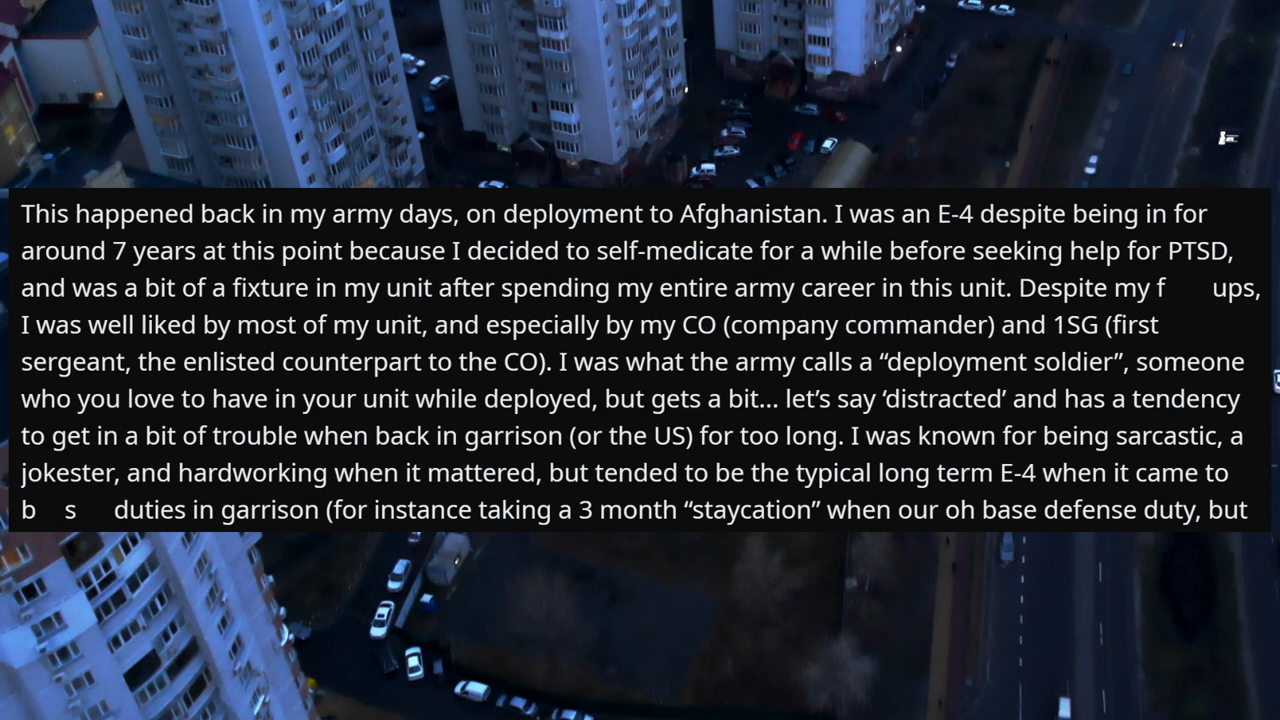 This happened back in my army days, on deployment to Afghanistan. I was an E-4 despite being in for
around 7 years at this point because I decided to self-medicate for a while before seeking help for PTSD,
and was a bit of a fixture in my unit after spending my entire army career in this unit. Despite my f ups,
I was well liked by most of my unit, and especially by my CO (company commander) and 1SG (first
sergeant, the enlisted counterpart to the CO). I was what the army calls a “deployment soldier”, someone
who you love to have in your unit while deployed, but gets a bit… let’s say ‘distracted’ and has a tendency
to get in a bit of trouble when back in garrison (or the US) for too long. I was known for being sarcastic, a
jokester, and hardworking when it mattered, but tended to be the typical long term E-4 when it came to
b s duties in garrison (for instance taking a 3 month “staycation” when our oh base defense duty, but